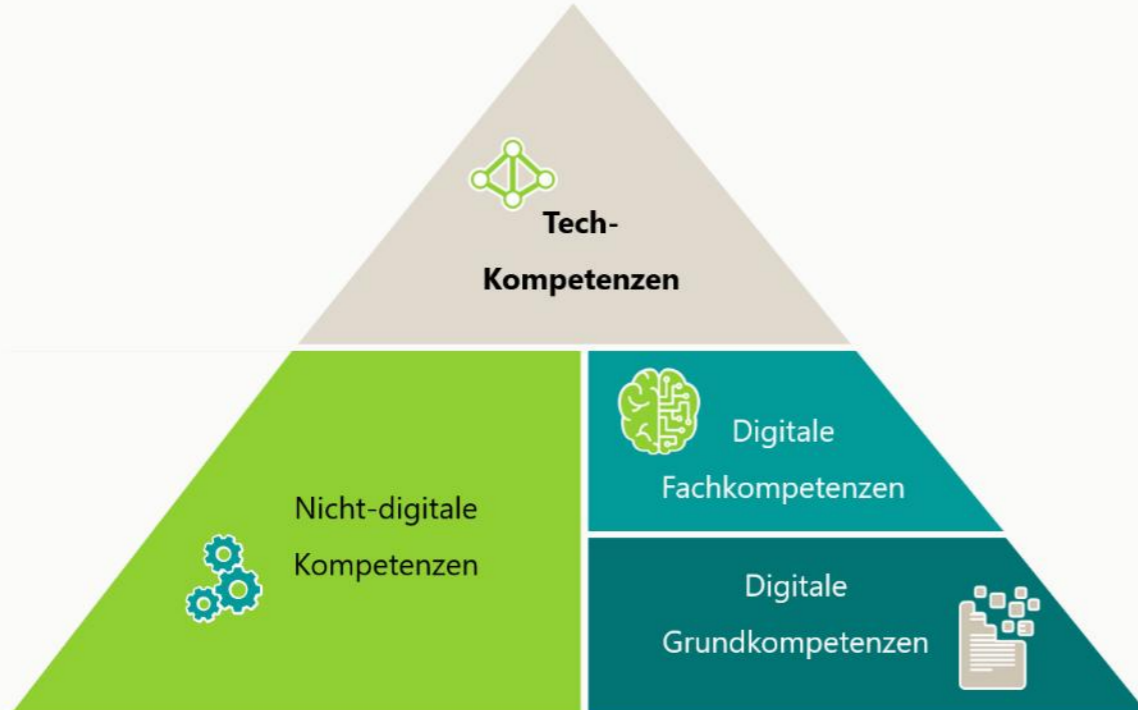 Tech-
Kompetenzen
Nicht-digitale
Kompetenzen
Digitale
Fachkompetenzen
Digitale
Grundkompetenzen